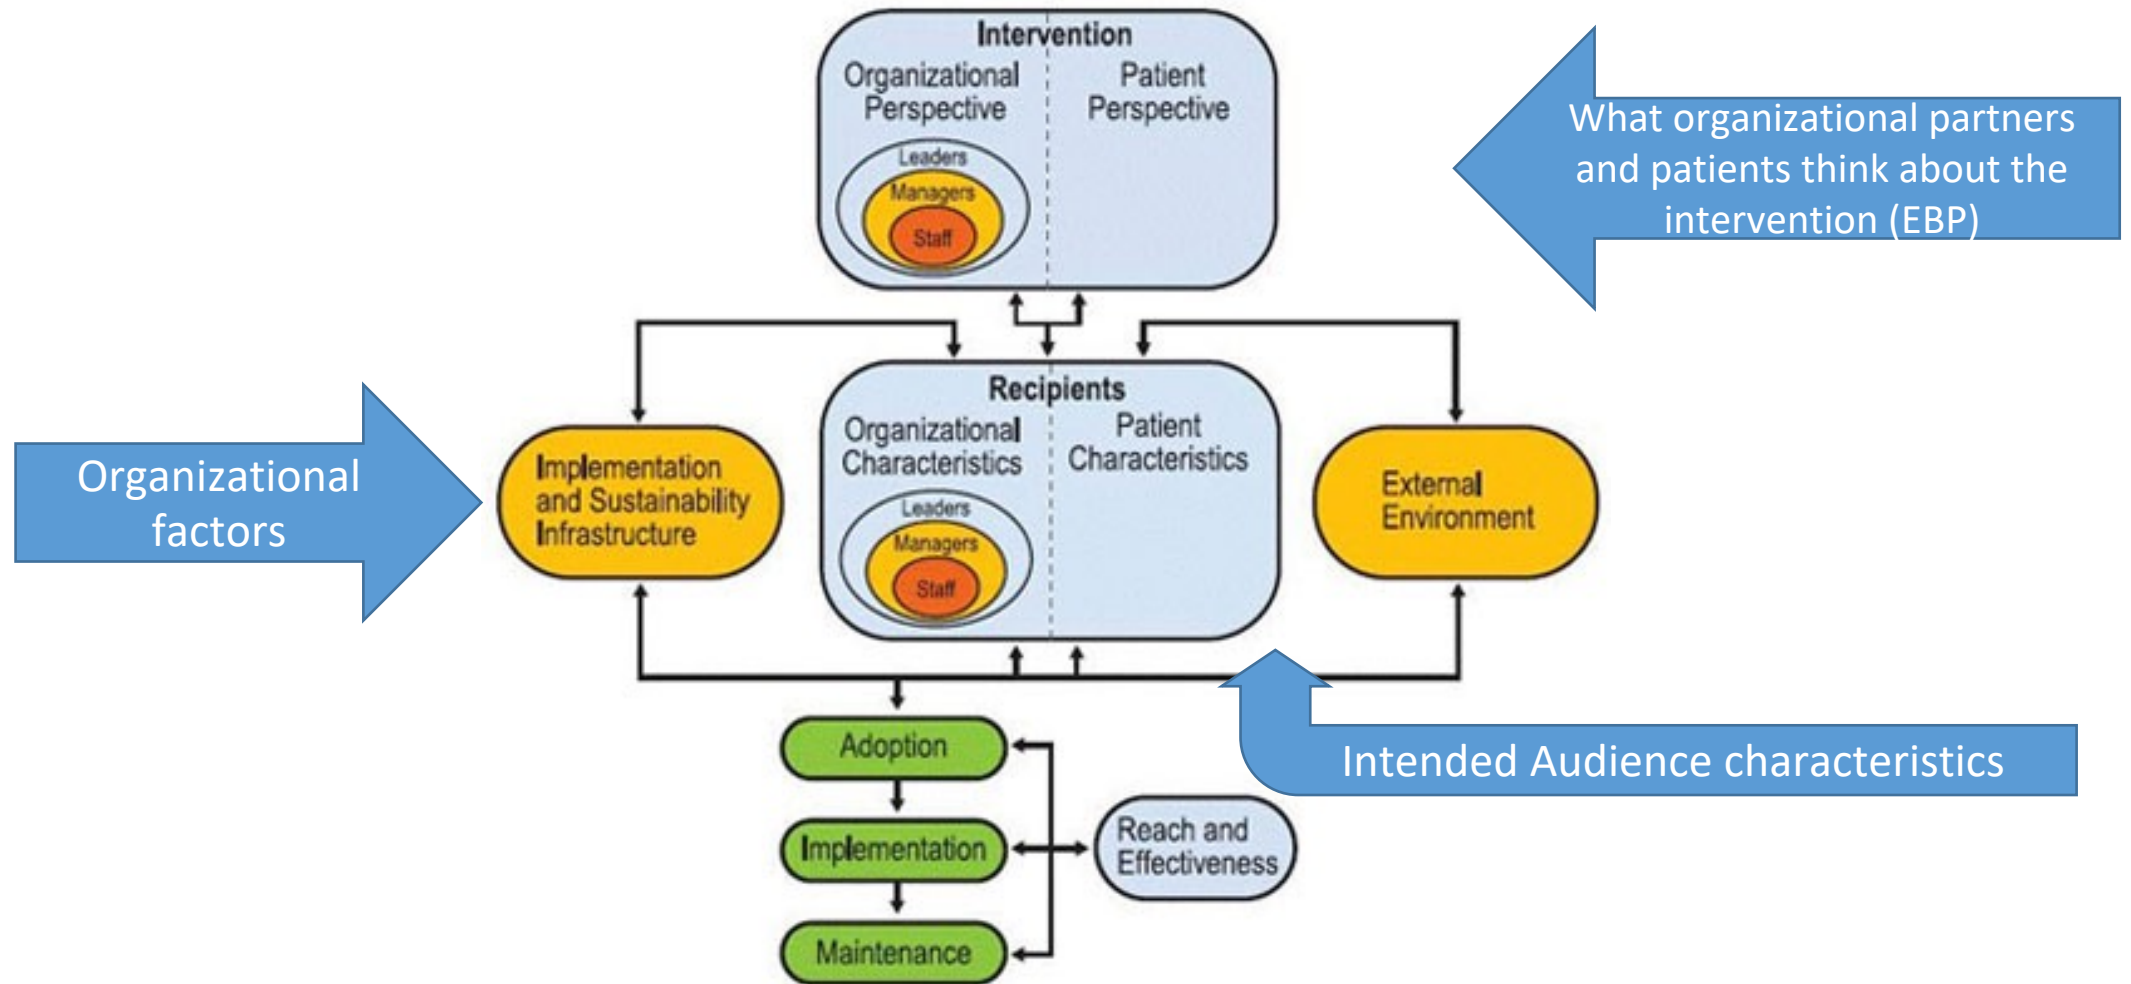 Intervention
Organizational
Perspective
Patient
Perspective
Leaders
Managers
Staff
What organizational partners
and patients think about the
intervention (EBP)
Recipients
Organizational
Characteristics
Patient
Characteristics
Leaders
Managers
Staff
Organizational
factors
Implementation
and Sustainability
Infrastructure
External
Environment
Adoption
Intended Audience characteristics
Implementation
Reach and
Effectiveness
Maintenance